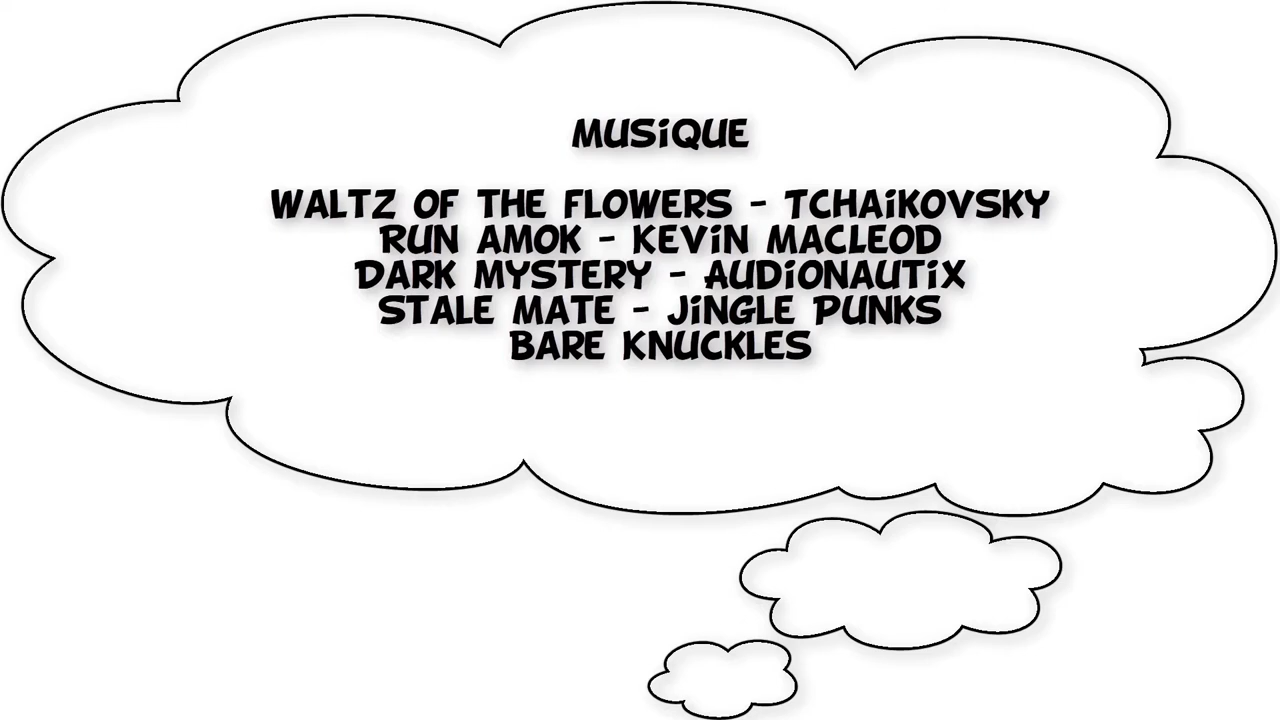 MUSiQUE
WALTZ OF THE FLOWERS - TCHAiKOVSKY
RUN AMOK - KEViN MACLEOD
DARK MYSTERY - AUDiONAUTiX
STALE MATE - JiNGLE PUNKS
BARE KNUCKLES